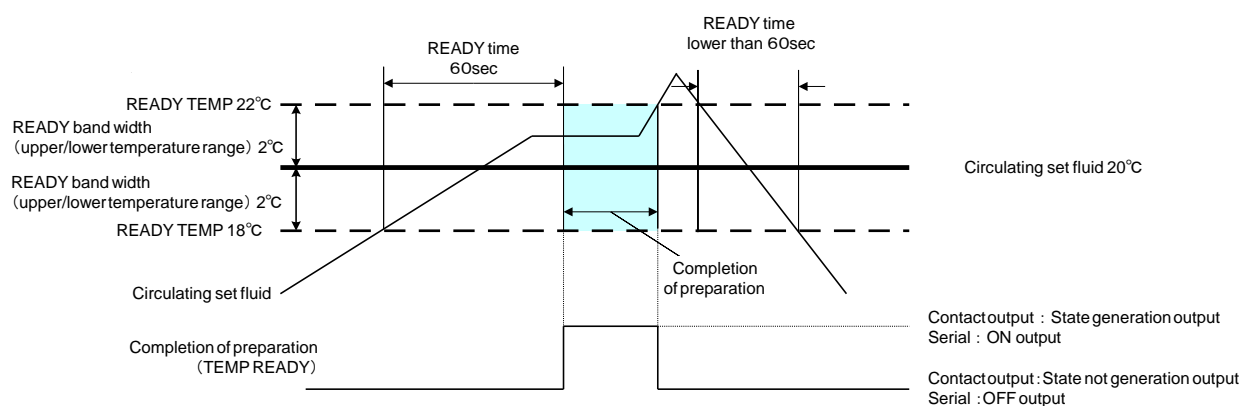 READY time
60sec
READY time
lower than 60sec
READY TEMP 22℃
READY band width
(upper/lower temperature range) 2℃
Circulating set fluid 20℃
READY band width
(upper/lower temperature range) 2℃
READY TEMP 18℃
Circulating set fluid
Completion
of preparation
Completion of preparation
(TEMP READY)
Contact output : State generation output
Serial : ON output
Contact output : State not generation output
Serial : OFF output